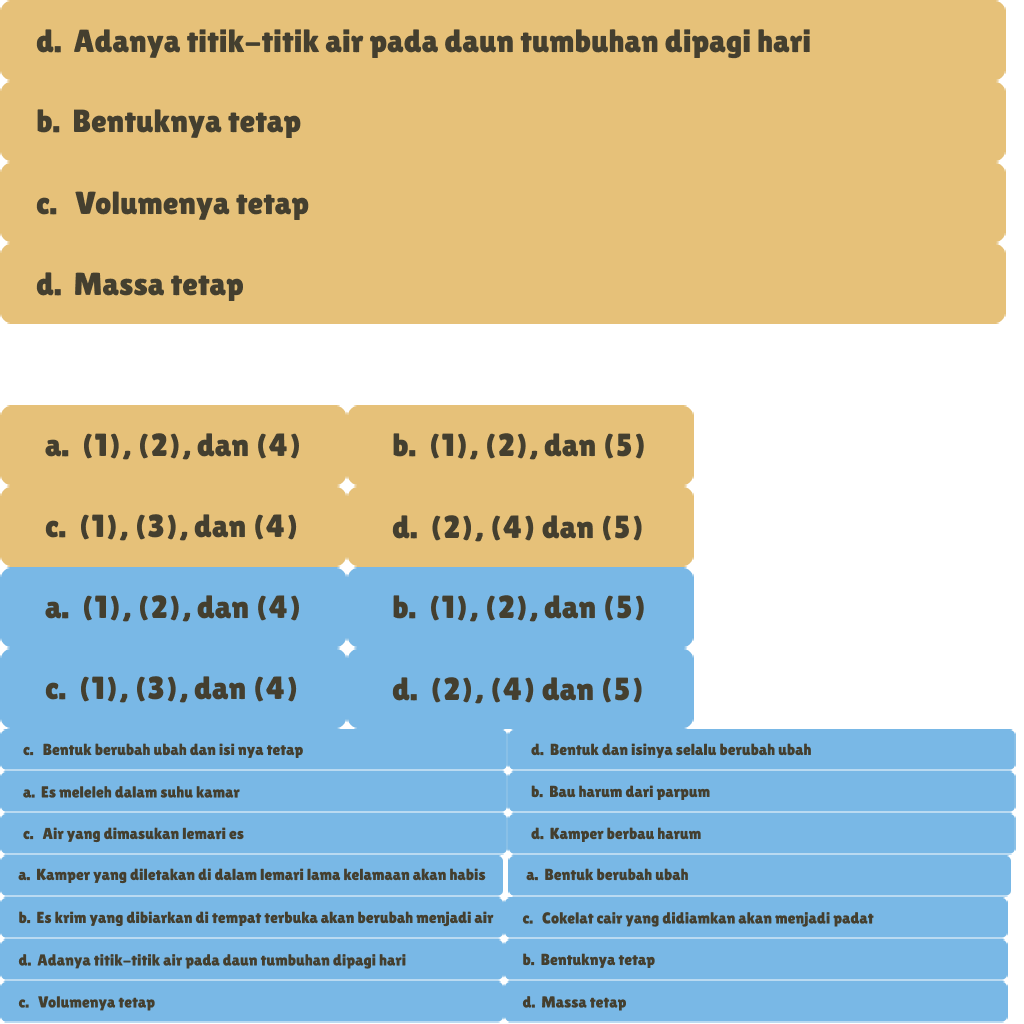 d. Adanya titik-titik air pada daun tumbuhan dipagi hari
b. Bentuknya tetap
c. Volumenya tetap
d. Massa tetap
a. (1), (2), dan (4)
b. (1), (2), dan (5)
c. (1), (3), dan (4)
d. (2), (4) dan (5)
a. (1), (2), dan (4)
b. (1), (2), dan (5)
c. (1), (3), dan (4)
d. (2), (4) dan (5)
c. Bentuk berubah ubah dan isi nya tetap
d. Bentuk dan isinya selalu berubah ubah
a. Es meleleh dalam suhu kamar
b. Bau harum dari parpum
c. Air yang dimasukan lemari es
d. Kamper berbau harum
a. Kamper yang diletakan di dalam lemari lama kelamaan akan habis
a. Bentuk berubah ubah
b. Es krim yang dibiarkan di tempat terbuka akan berubah menjadi air
c. Cokelat cair yang didiamkan akan menjadi padat
d. Adanya titik-titik air pada daun tumbuhan dipagi hari
b. Bentuknya tetap
c. Volumenya tetap
d. Massa tetap